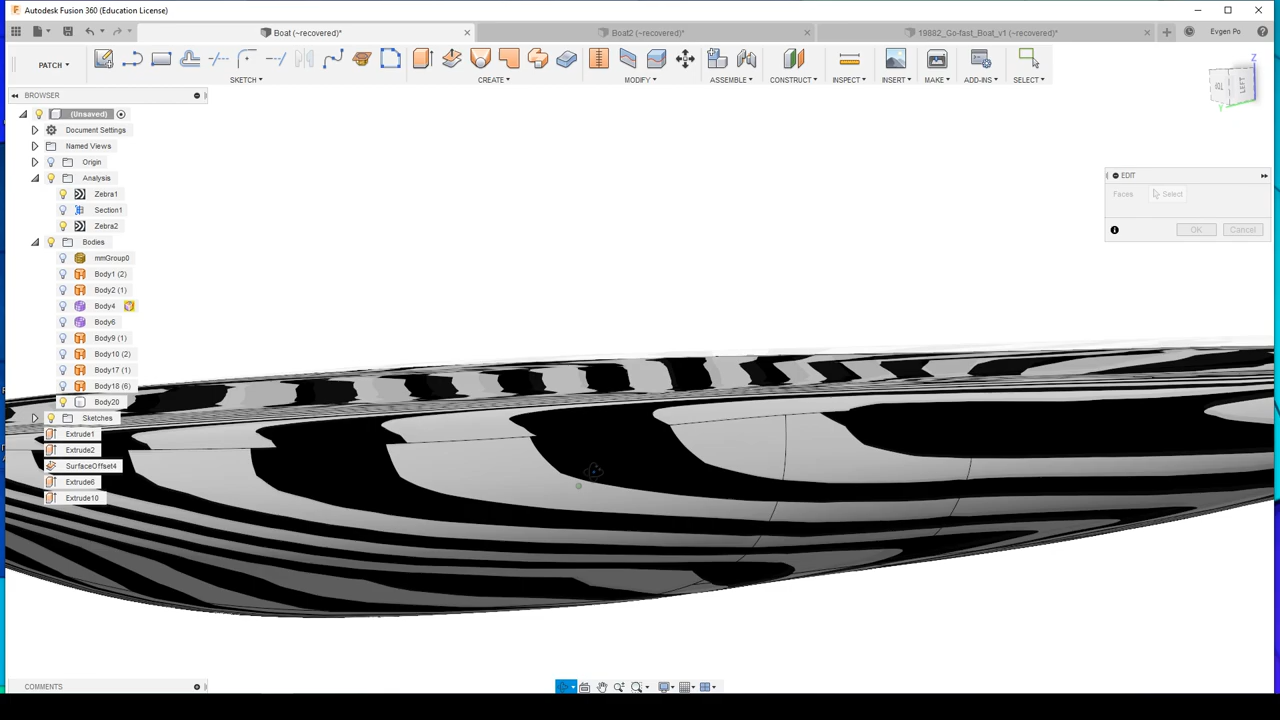 Autodesk Fusion 360 (Education License)
Boat (~recovered)*
Boat2 (~recovered)*
19882_Go-fast_Boat_v1 (~recovered)*
Evgen Po
PATCH
SKETCH
CREATE
MODIFY
ASSEMBLE
CONSTRUCT
INSPECT
INSERT
MAKE
ADD-INS
SELECT
BROWSER
(Unsaved)
Document Settings
Named Views
Origin
Analysis
Zebra1
Section1
Zebra2
Bodies
mmGroup0
Body1 (2)
Body2 (1)
Body4
Body6
Body9 (1)
Body10 (2)
Body17 (1)
Body18 (6)
Body20
Sketches
Extrude1
Extrude2
SurfaceOffset4
Extrude6
Extrude10
Z
TOP
LEFT
Y
EDIT
Faces
Select
OK
Cancel
COMMENTS